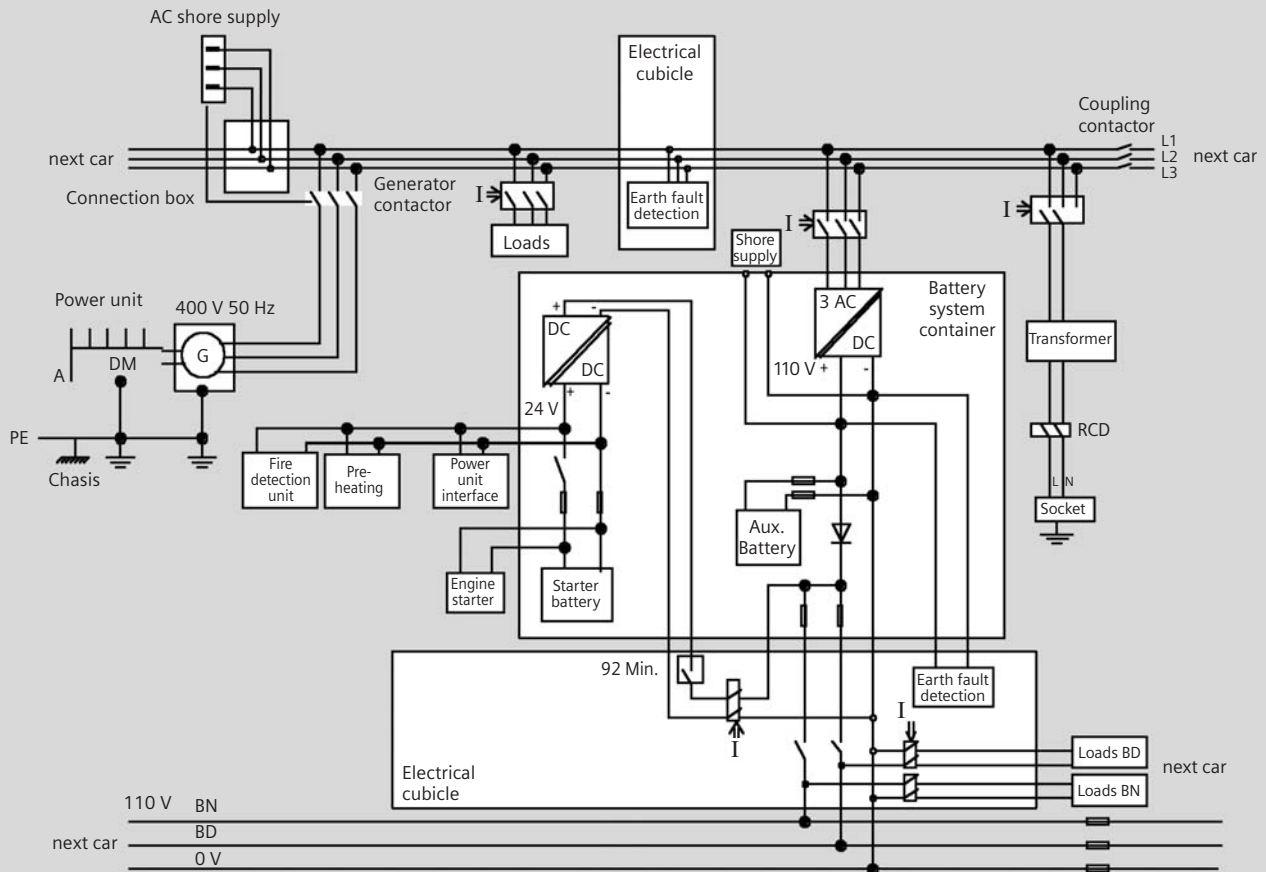 AC shore supply
Electrical
cubicle
Coupling
contactor
L1
L2
L3
next car
next car
Connection box
Generator
contactor
I
Loads
Earth fault
detection
Shore
supply
I
I
Power unit
400 V 50 Hz
G
A
DM
PE
Chasis
+
-
DC
DC
+
-
24 V
3 AC
DC
110 V
+
-
Battery
system
container
Transformer
RCD
L N
Socket
Fire
detection
unit
Pre-
heating
Power
unit
interface
Aux.
Battery
Engine
starter
Starter
battery
92 Min.
I
Earth fault
detection
I
Loads BD
Loads BN
next car
Electrical
cubicle
110 V
BN
BD
0 V
next car